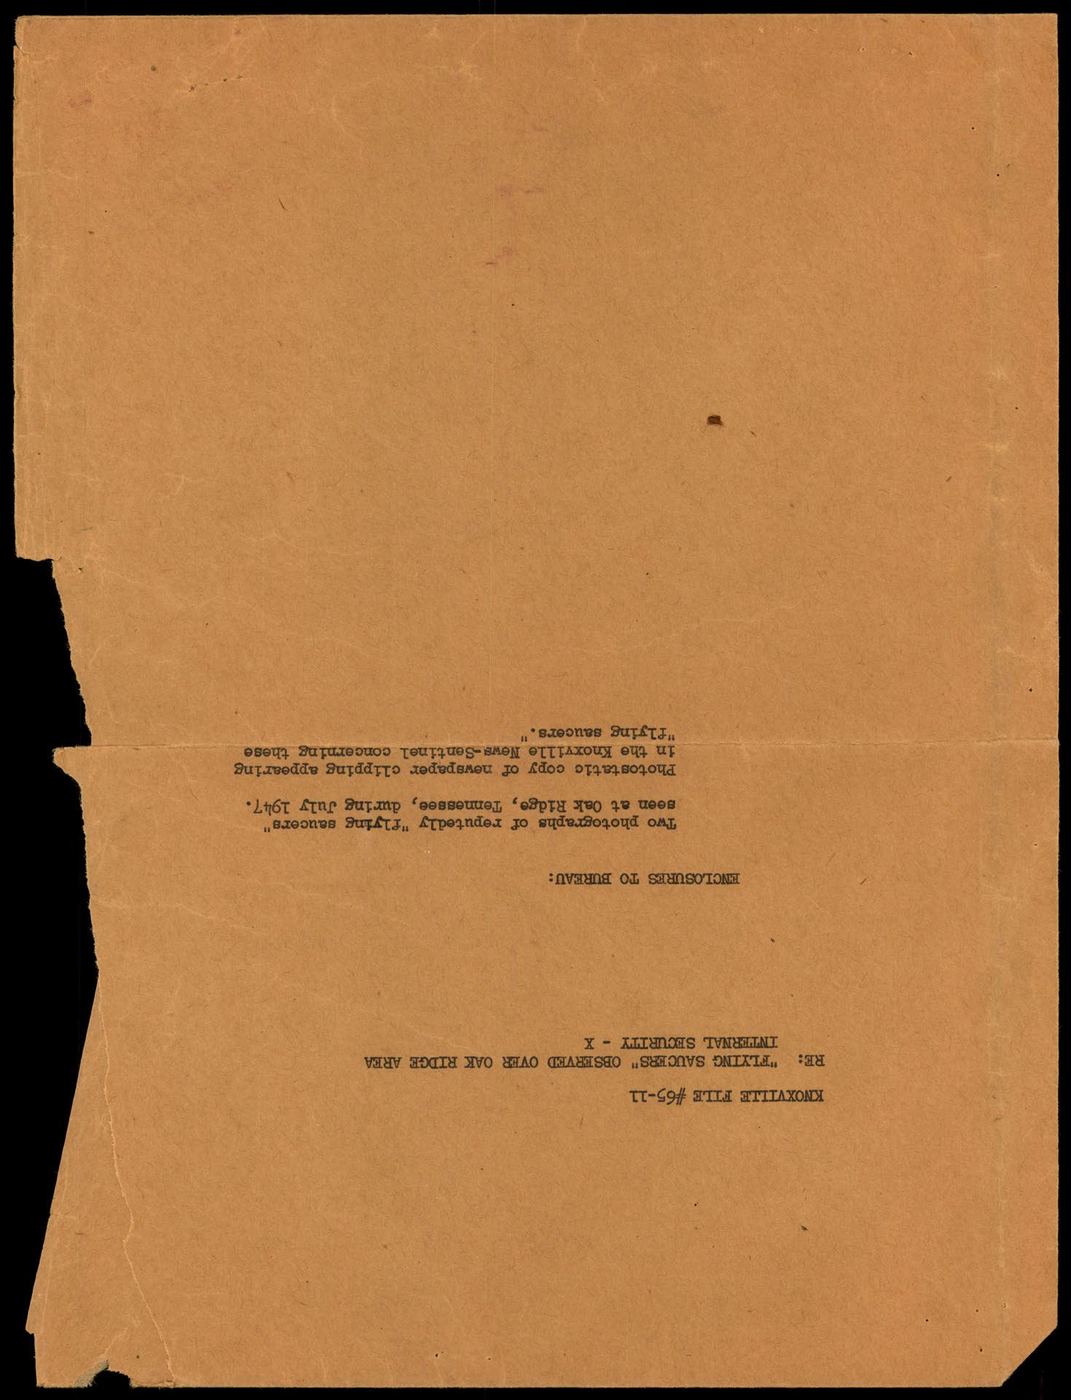 KNOXVILLE FILE #65-11
RE: "FLYING SAUCERS" OBSERVED OVER OAK RIDGE AREA
INTERNAL SECURITY - X
ENCLOSURES TO BUREAU:
Two photographs of reputedly "flying saucers"
seen at Oak Ridge, Tennessee, during July 1947.
Photostatic copy of newspaper clipping appearing
in the Knoxville News-Sentinel concerning these
"flying saucers."